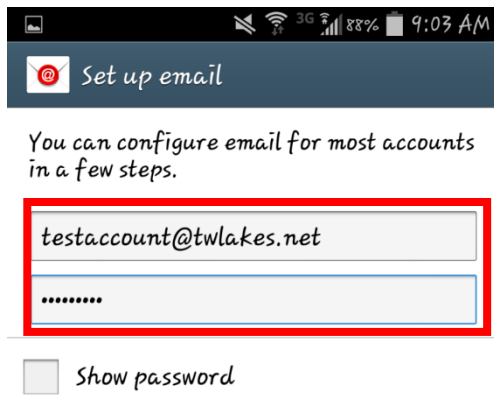 3G 88% 9:03 AM
@ Set up email
You can configure email for most accounts
in a few steps.
testaccount@twlakes.net
•••••••••
Show password